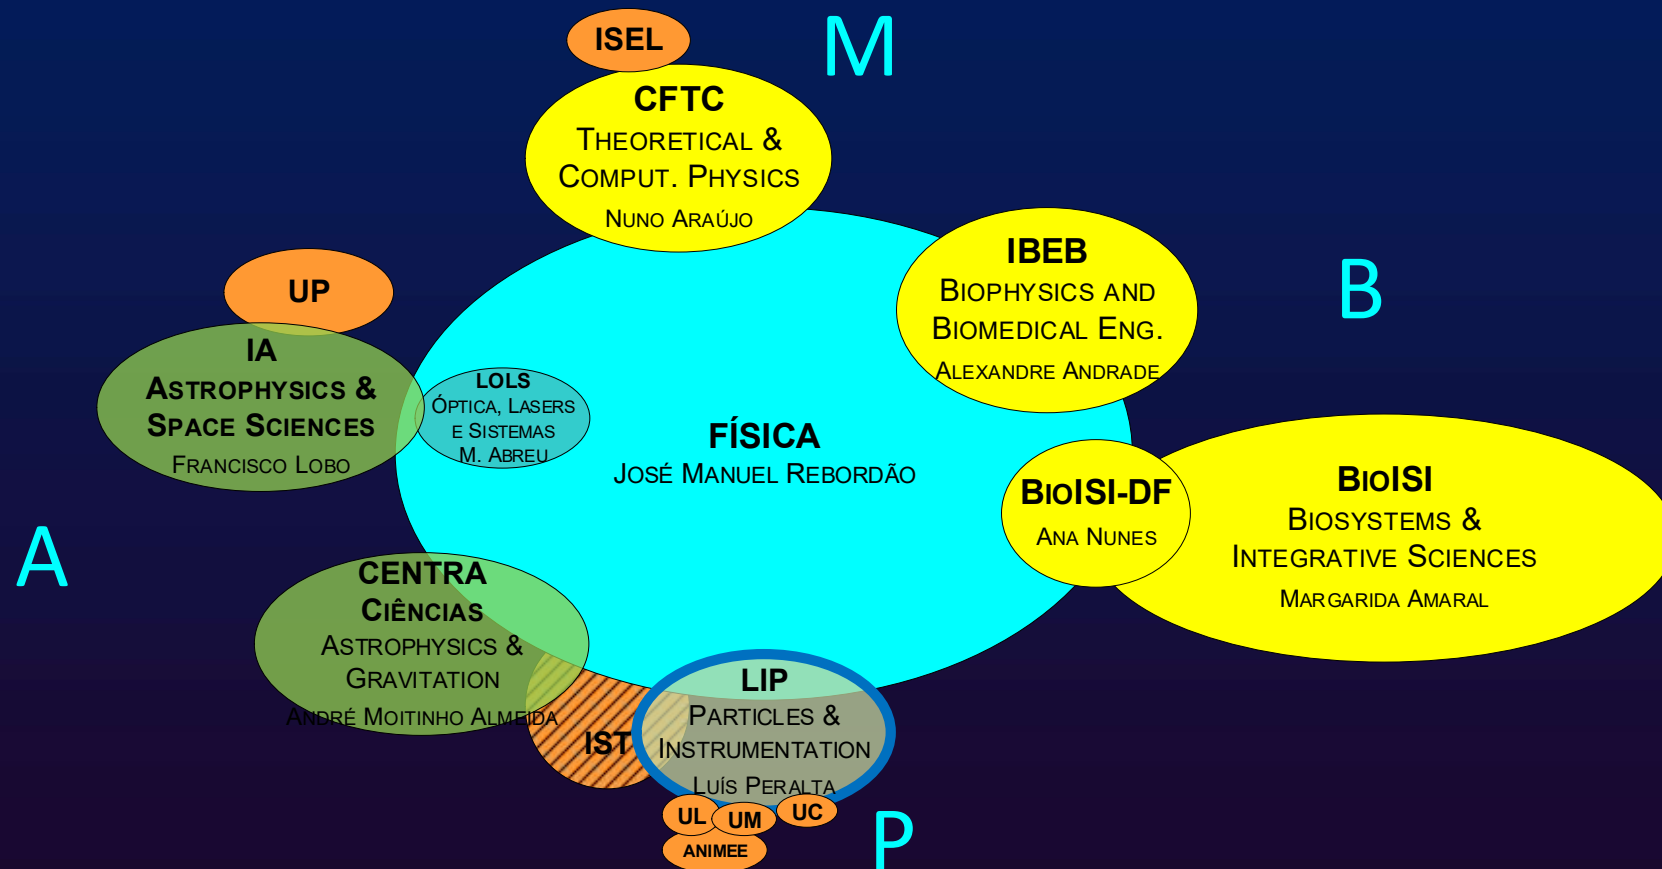 ISEL
M
CFTC
THEORETICAL &
COMPUT. PHYSICS
NUNO ARAÚJO
IBEB
BIOPHYSICS AND
BIOMEDICAL ENG.
ALEXANDRE ANDRADE
B
UP
IA
ASTROPHYSICS &
SPACE SCIENCES
FRANCISCO LOBO
LOLS
ÓPTICA, LASERS
E SISTEMAS
M. ABREU
FÍSICA
JOSÉ MANUEL REBORDÃO
BIOISI-DF
ANA NUNES
BIOISI
BIOSYSTEMS &
INTEGRATIVE SCIENCES
MARGARIDA AMARAL
A
CENTRA
CIÊNCIAS
ASTROPHYSICS &
GRAVITATION
ANDRÉ MOITINHO ALMEIDA
IST
LIP
PARTICLES &
INSTRUMENTATION
LUÍS PERALTA
UL
UM
UC
ANIMEE
P